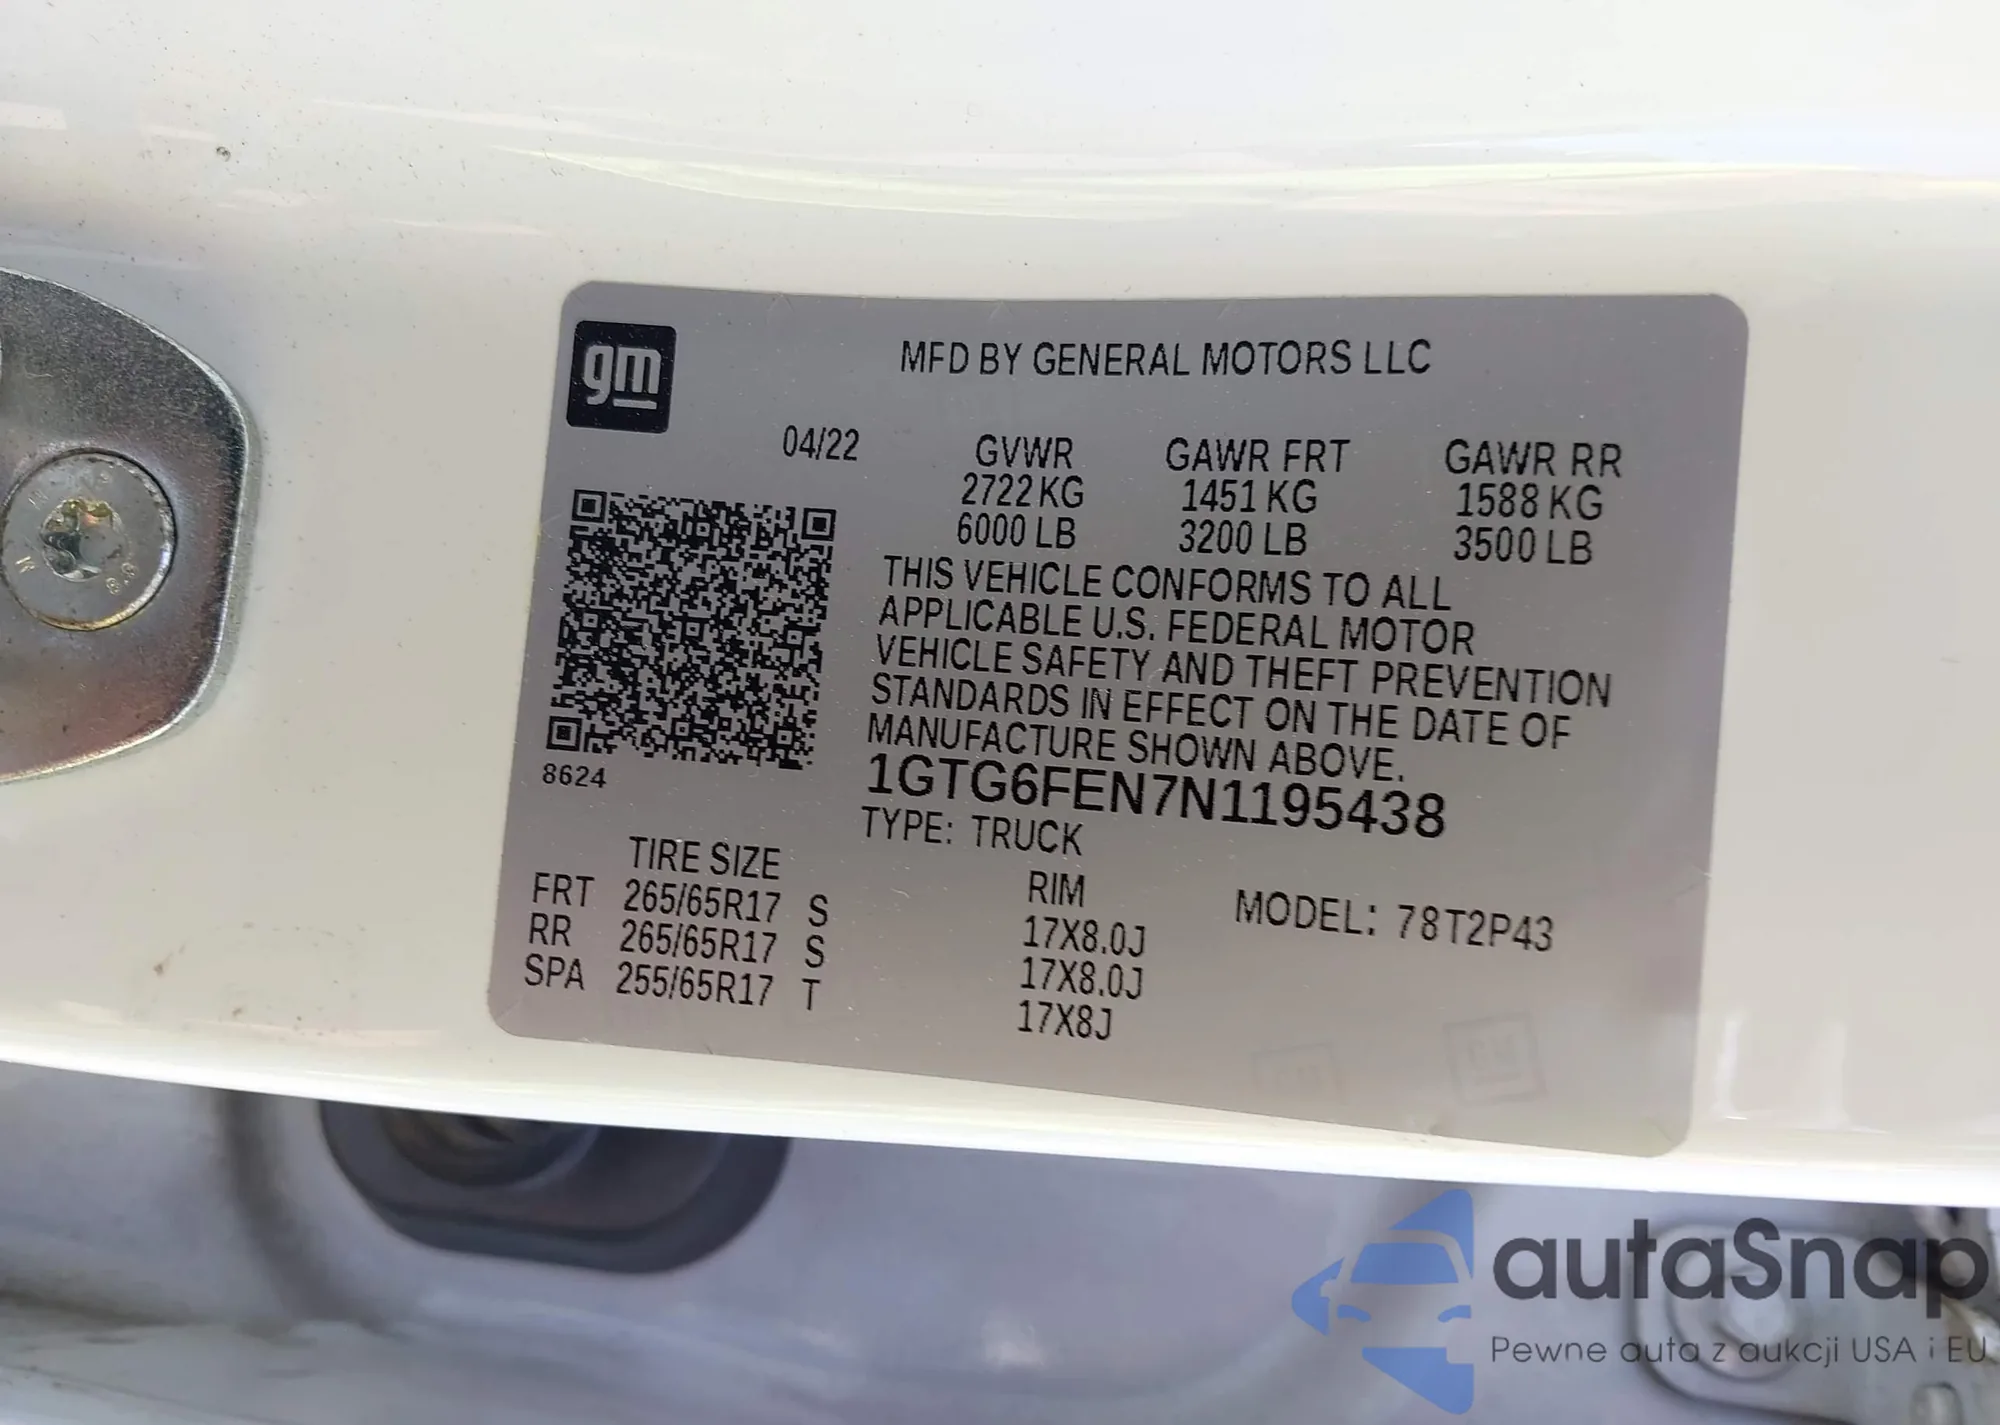 gm
MFD BY GENERAL MOTORS LLC
04/22 GVWR GAWR FRT GAWR RR
2722 KG 1451 KG 1588 KG
6000 LB 3200 LB 3500 LB
THIS VEHICLE CONFORMS TO ALL
APPLICABLE U.S. FEDERAL MOTOR
VEHICLE SAFETY AND THEFT PREVENTION
STANDARDS IN EFFECT ON THE DATE OF
MANUFACTURE SHOWN ABOVE.
8624
1GTG6FEN7N1195438
TYPE: TRUCK
TIRE SIZE RIM
FRT 265/65R17 S 17X8.0J
RR 265/65R17 S 17X8.0J
SPA 255/65R17 T 17X8J
MODEL: 78T2P43
autaSnap
Pewne auta z aukcji USA i EU